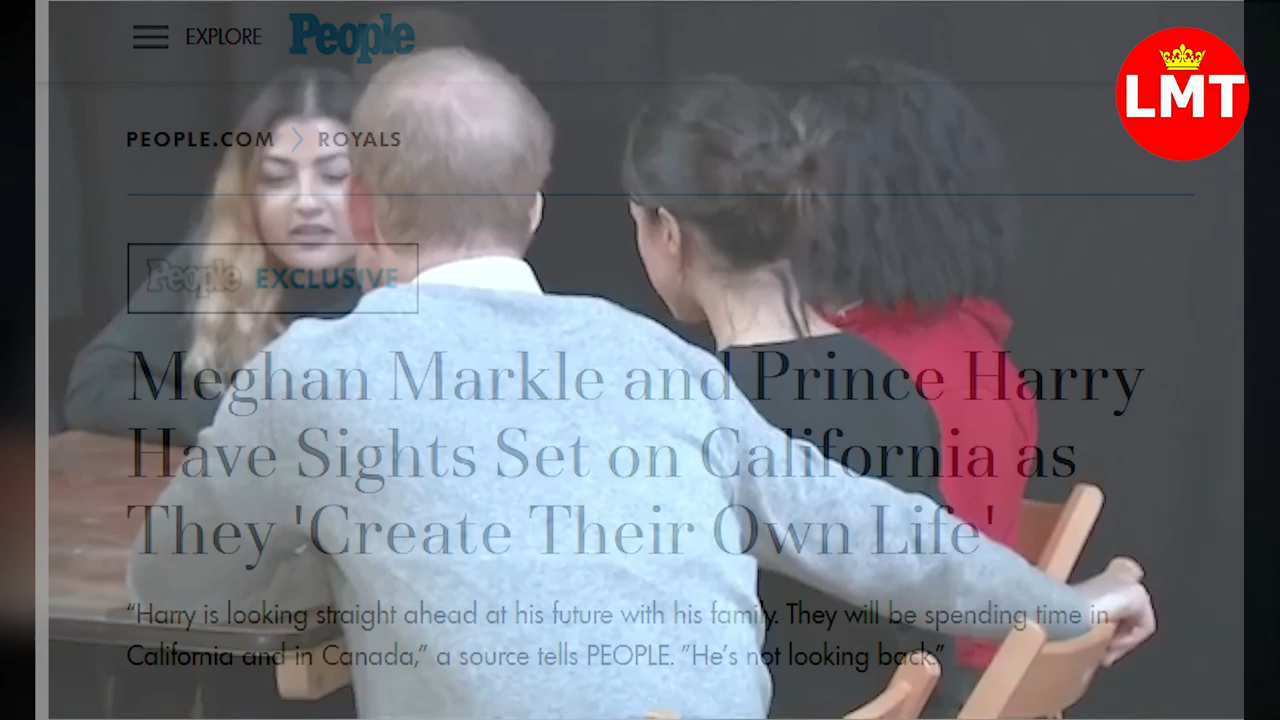 EXPLORE People
LMT
PEOPLE.COM > ROYALS
People EXCLUSIVE
Meghan Markle and Prince Harry
Have Sights Set on California as
They 'Create Their Own Life'
“Harry is looking straight ahead at his future with his family. They will be spending time in
California and in Canada,” a source tells PEOPLE. “He’s not looking back.”